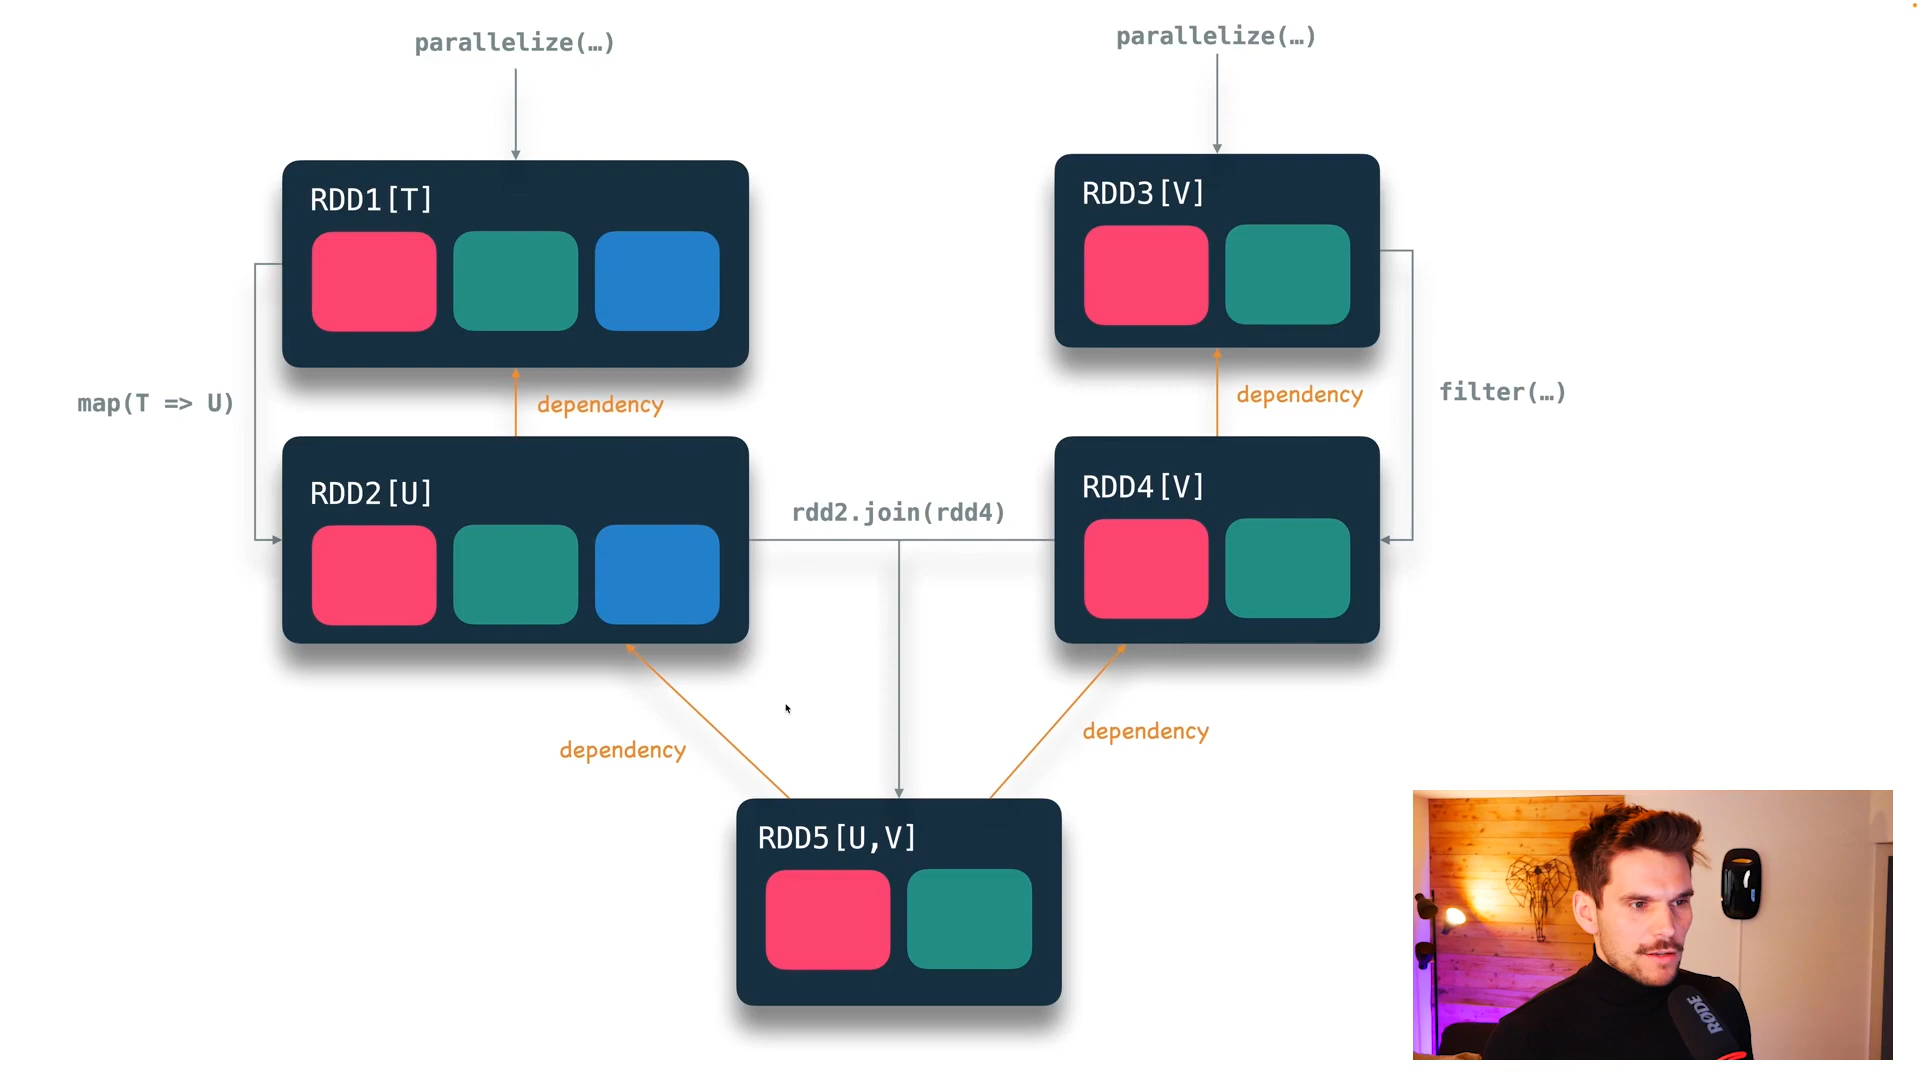 parallelize(…)
parallelize(…)
RDD1[T]
RDD3[V]
map(T => U)
dependency
dependency
filter(…)
RDD2[U]
rdd2.join(rdd4)
RDD4[V]
dependency
dependency
RDD5[U,V]
RØDE